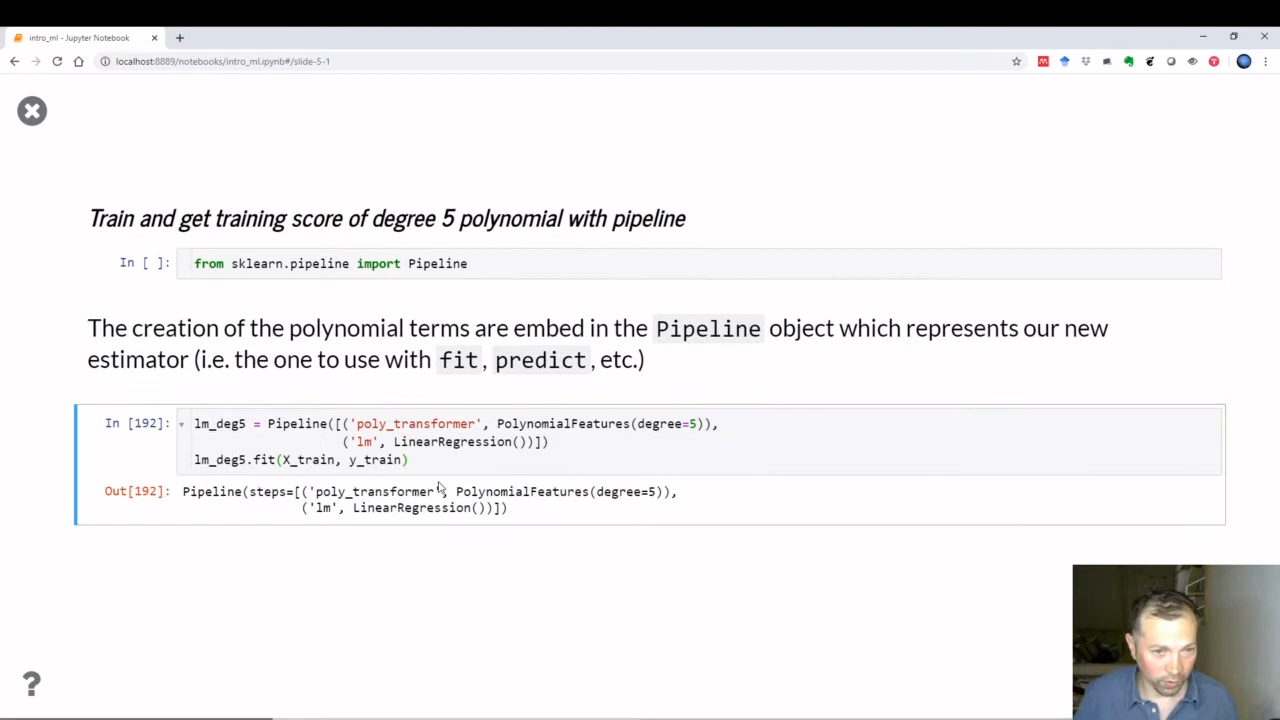 intro_ml - Jupyter Notebook
localhost:8889/notebooks/intro_ml.ipynb#/slide-5-1
Train and get training score of degree 5 polynomial with pipeline
In [ ]: from sklearn.pipeline import Pipeline
The creation of the polynomial terms are embed in the Pipeline object which represents our new
estimator (i.e. the one to use with fit, predict, etc.)
In [192]: lm_deg5 = Pipeline([('poly_transformer', PolynomialFeatures(degree=5)),
('lm', LinearRegression())])
lm_deg5.fit(X_train, y_train)
Out[192]: Pipeline(steps=[('poly_transformer', PolynomialFeatures(degree=5)),
('lm', LinearRegression())])
?